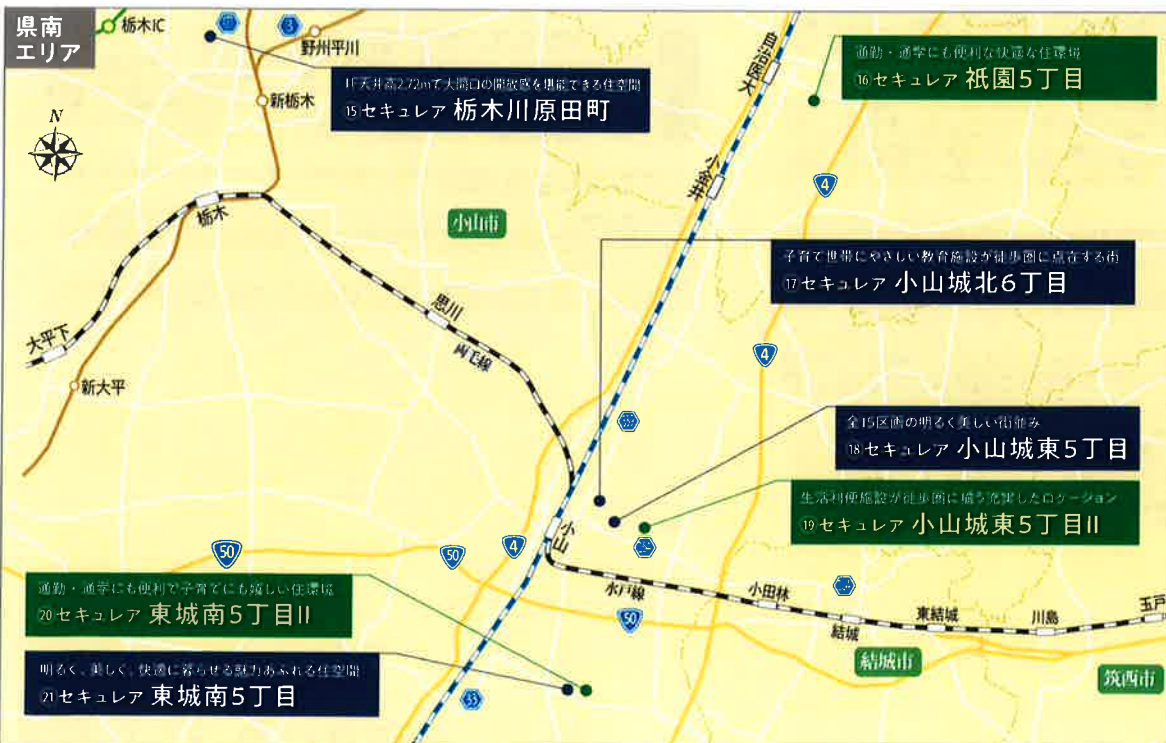 県南
エリア
栃木IC
3
野州平川
新栃木
N
1F天井高2.72mで大開口の開放感を堪能できる住空間
⑮セキュレア 栃木川原田町
自治医大
通勤・通学にも便利な快適な住環境
⑯セキュレア 祇園5丁目
小金井
4
栃木
小山市
子育て世帯にやさしい教育施設が徒歩圏に点在する街
⑰セキュレア 小山城北6丁目
思川
両毛線
大平下
新大平
4
全15区画の明るく美しい街並み
⑱セキュレア 小山城東5丁目
生活利便施設が徒歩圏に揃う充実したロケーション
⑲セキュレア 小山城東5丁目II
小山
50
50
4
水戸線
小田林
50
結城
東結城
川島
玉戸
結城市
筑西市
通勤・通学にも便利で子育てにも嬉しい住環境
⑳セキュレア 東城南5丁目II
明るく、美しく、快適に暮らせる魅力あふれる住空間
㉑セキュレア 東城南5丁目
33